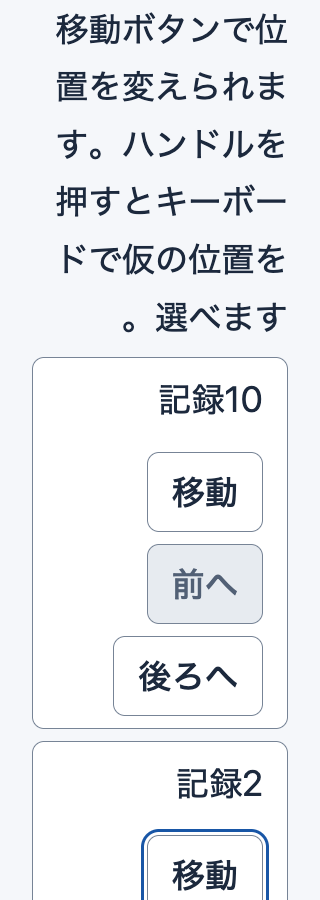 移動ボタンで位
置を変えられま
す。ハンドルを
押すとキーボー
ドで仮の位置を
選べます。
記録10
移動
前へ
後ろへ
記録2
移動